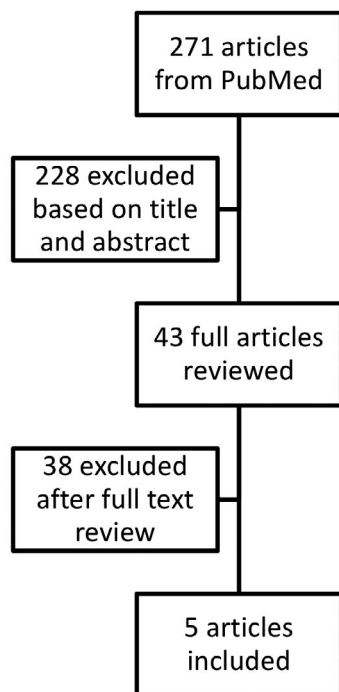 271 articles
from PubMed
228 excluded
based on title
and abstract
43 full articles
reviewed
38 excluded
after full text
review
5 articles
included